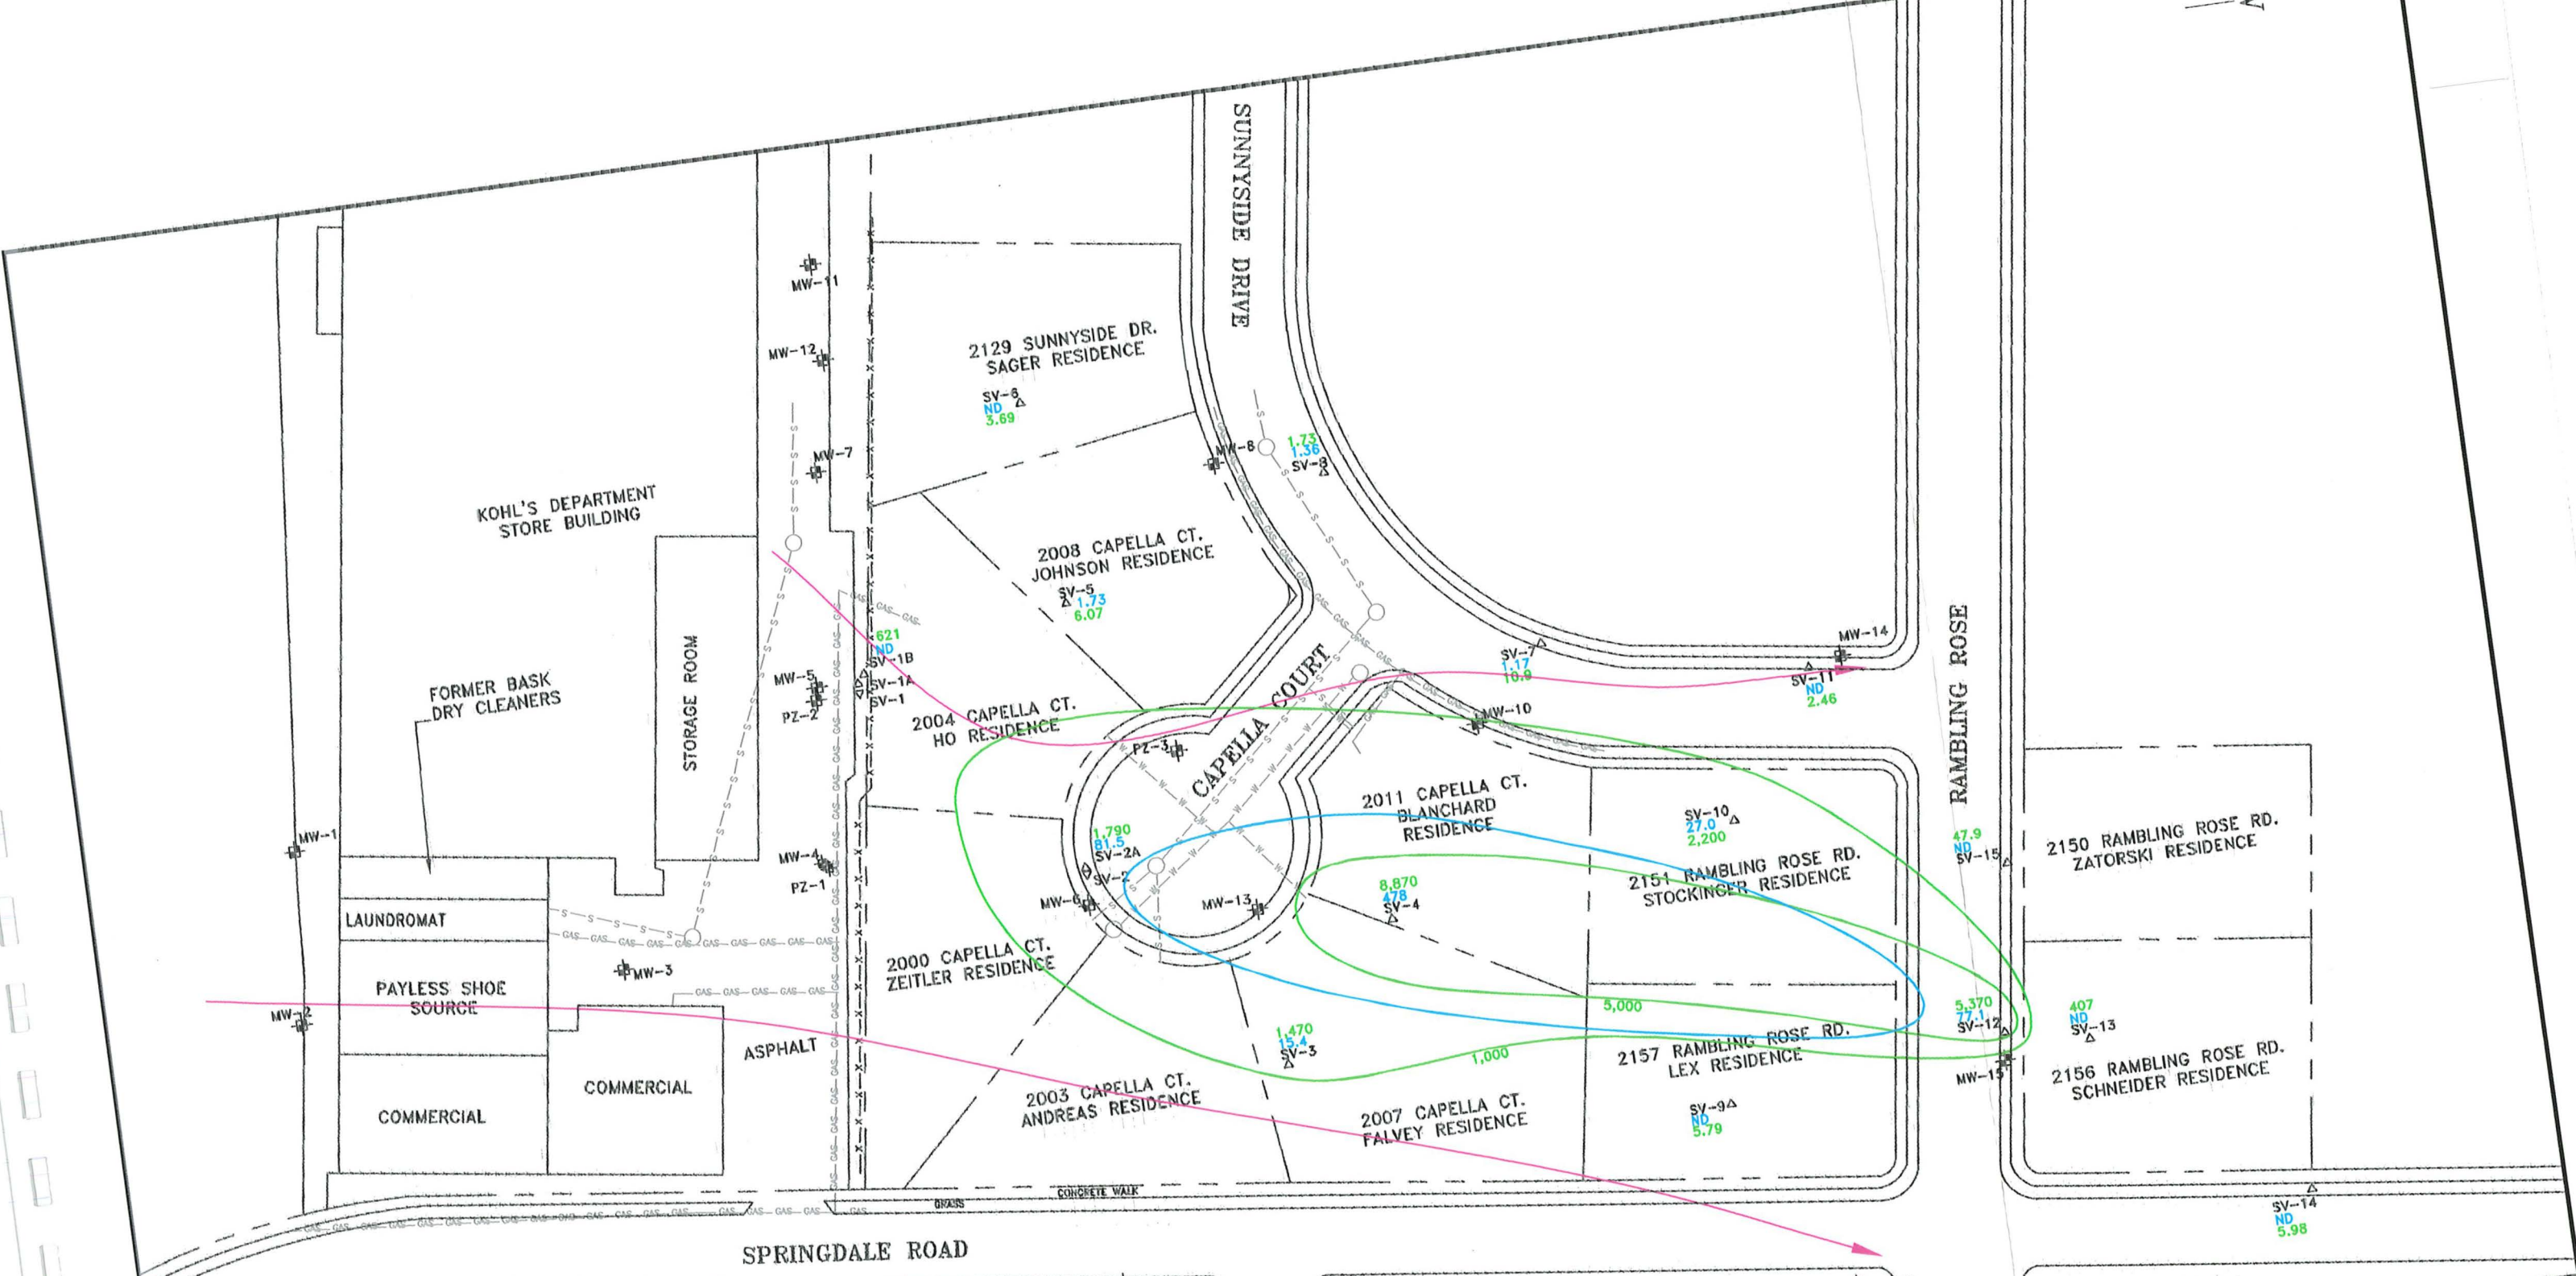 SUNNYSIDE DRIVE
MW-11
MW-12
2129 SUNNYSIDE DR.
SAGER RESIDENCE
SV-6
ND
3.69
MW-7
MW-8
1.73
1.36
SV-8
KOHL'S DEPARTMENT
STORE BUILDING
2008 CAPELLA CT.
JOHNSON RESIDENCE
SV-5
1.73
6.07
STORAGE ROOM
FORMER BASK
DRY CLEANERS
621
ND
SV-1B
SV-1A
SV-1
MW-5
PZ-2
2004 CAPELLA CT.
HO RESIDENCE
CAPELLA COURT
PZ-3
SV-7
1.17
10.9
MW-10
MW-14
SV-11
ND
2.46
RAMBLING ROSE
MW-1
MW-4
PZ-1
1,790
81.5
SV-2A
SV-2
MW-6
MW-13
2011 CAPELLA CT.
BLANCHARD
RESIDENCE
8,870
478
SV-4
SV-10
27.0
2,200
2151 RAMBLING ROSE RD.
STOCKINGER RESIDENCE
47.9
ND
SV-15
2150 RAMBLING ROSE RD.
ZATORSKI RESIDENCE
LAUNDROMAT
MW-3
PAYLESS SHOE
SOURCE
MW-2
2000 CAPELLA CT.
ZEITLER RESIDENCE
5,000
5,370
77.1
SV-12
407
ND
SV-13
1,470
15.4
SV-3
1,000
2157 RAMBLING ROSE RD.
LEX RESIDENCE
MW-15
2156 RAMBLING ROSE RD.
SCHNEIDER RESIDENCE
ASPHALT
COMMERCIAL
COMMERCIAL
2003 CAPELLA CT.
ANDREAS RESIDENCE
2007 CAPELLA CT.
FALVEY RESIDENCE
SV-9
ND
5.79
CONCRETE WALK
GRASS
SV-14
ND
5.98
SPRINGDALE ROAD